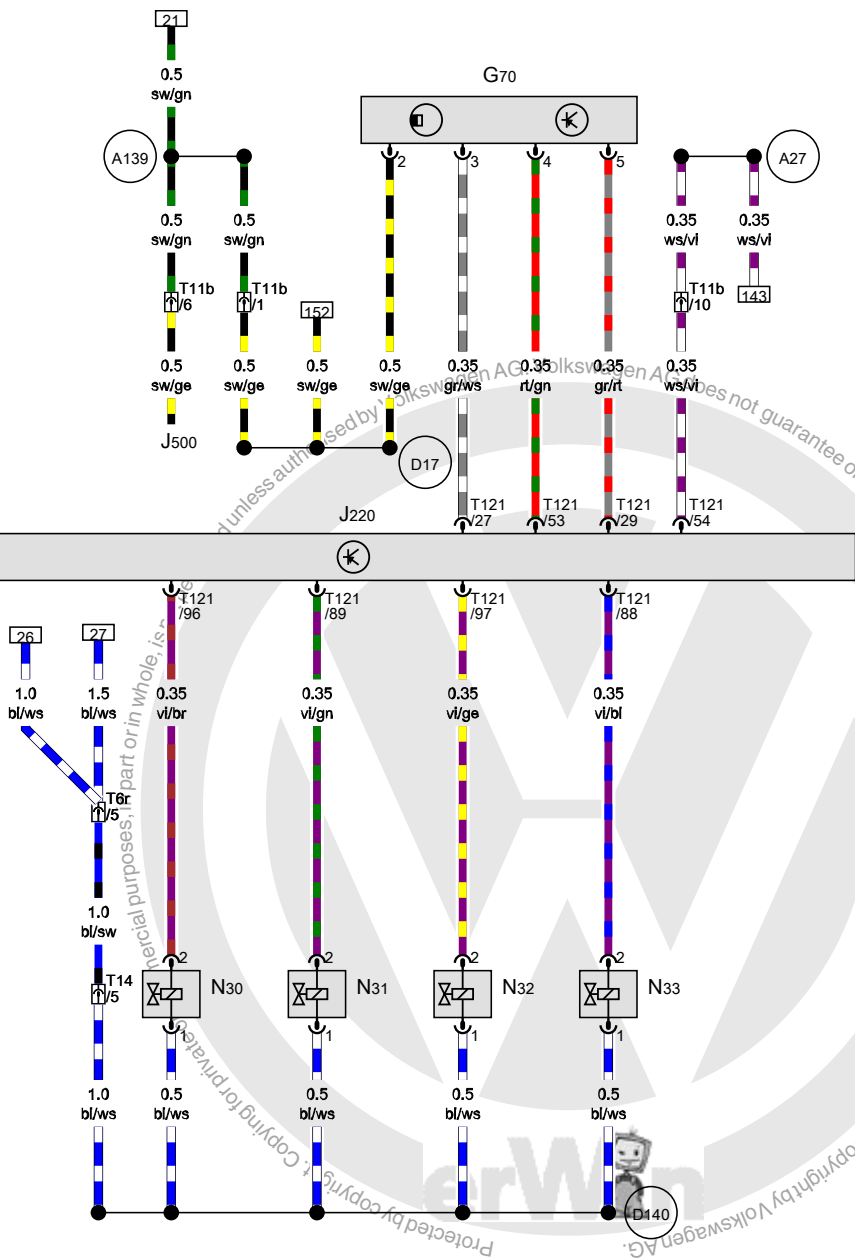 21
0.5
sw/gn
G70
A139
A27
2
3
4
5
0.5
sw/gn
0.5
sw/gn
0.35
ws/vi
0.35
ws/vi
T11b
/6
T11b
/1
T11b
/10
143
152
0.5
sw/ge
0.5
sw/ge
0.5
sw/ge
0.5
sw/ge
0.35
gr/ws
0.35
rt/gn
0.35
gr/rt
0.35
ws/vi
J500
D17
J220
T121
/27
T121
/53
T121
/29
T121
/54
T121
/96
T121
/89
T121
/97
T121
/88
26
27
1.0
bl/ws
1.5
bl/ws
0.35
vi/br
0.35
vi/gn
0.35
vi/ge
0.35
vi/bl
T6r
/5
1.0
bl/sw
T14
/5
2
N30
2
N31
2
N32
2
N33
1
1
1
1
1.0
bl/ws
0.5
bl/ws
0.5
bl/ws
0.5
bl/ws
0.5
bl/ws
D140
erWin
mercial purposes, in part or in whole, is
d unless authorised by Volkswagen AG. Volkswagen AG does not guarantee or
Protected by copyright. Copying for private
opyright by Volkswagen AG.